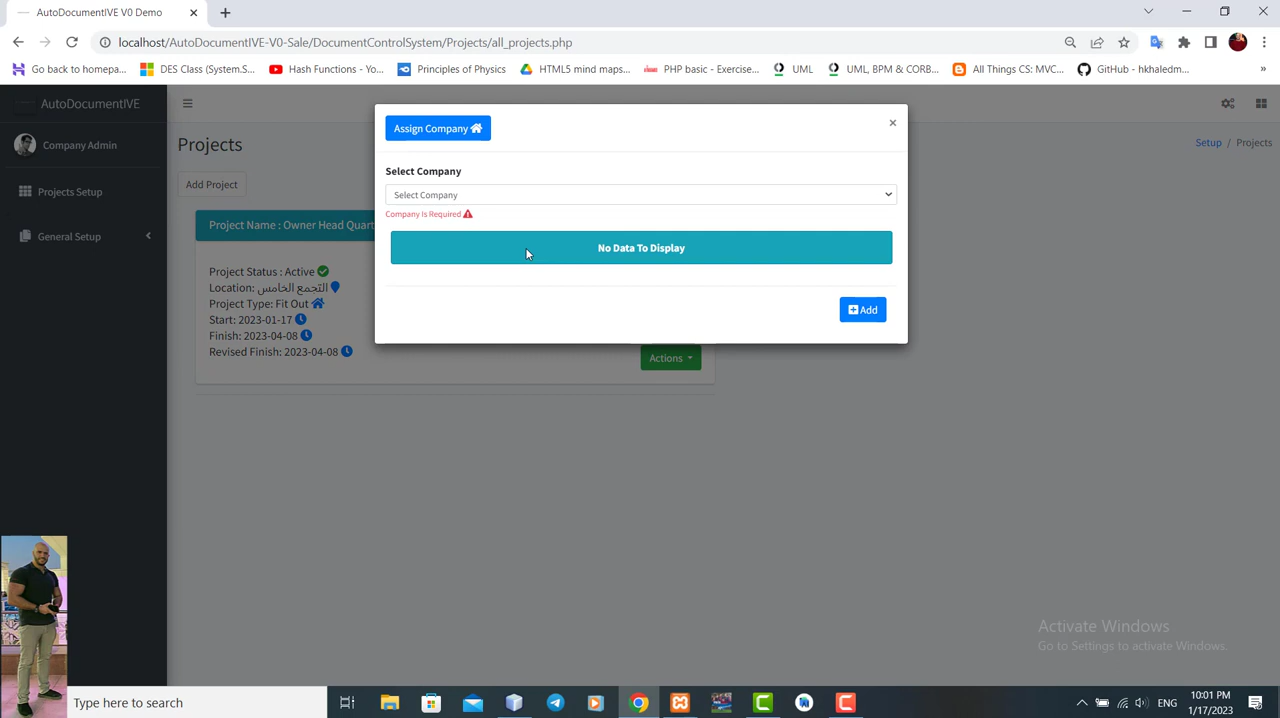 AutoDocumentIVE V0 Demo
localhost/AutoDocumentIVE-V0-Sale/DocumentControlSystem/Projects/all_projects.php
Go back to homepa...
DES Class (System.S...
Hash Functions - Yo...
Principles of Physics
HTML5 mind maps...
PHP basic - Exercise...
UML
UML, BPM & CORB...
All Things CS: MVC...
GitHub - hkhaledm...
»
AutoDocumentIVE
Company Admin
Projects Setup
General Setup
Projects
Setup / Projects
Add Project
Project Name : Owner Head Quart
Project Status : Active
Location: التجمع الخامس
Project Type: Fit Out
Start: 2023-01-17
Finish: 2023-04-08
Revised Finish: 2023-04-08
Actions
Assign Company
×
Select Company
Select Company
Company Is Required
No Data To Display
Add
Activate Windows
Go to Settings to activate Windows.
Type here to search
ENG
10:01 PM
1/17/2023